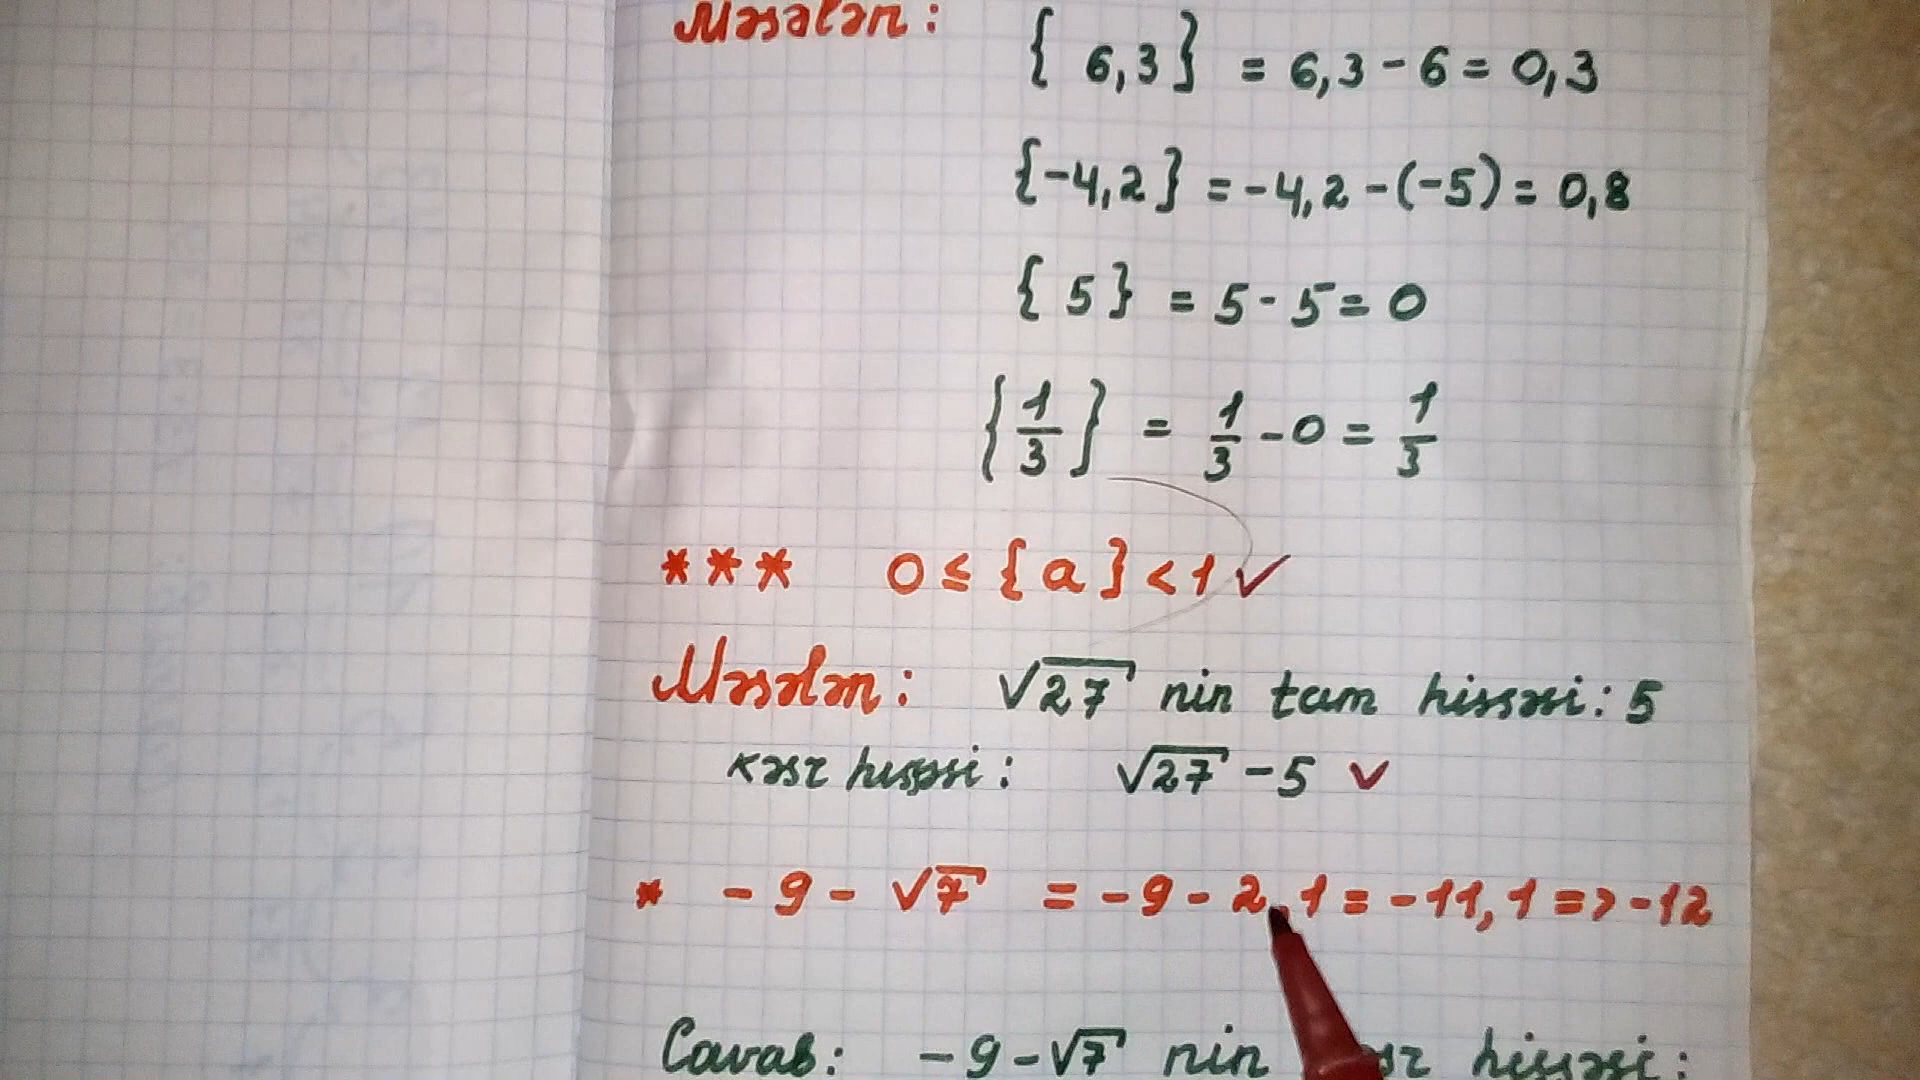 Məsələn: {6,3} = 6,3 - 6 = 0,3
{-4,2} = -4,2 - (-5) = 0,8
{5} = 5 - 5 = 0
{1/3} = 1/3 - 0 = 1/3
*** 0 ≤ {a} < 1 ✓
Məsələn: √27 nin tam hissəsi: 5
kəsr hissəsi: √27 - 5 ✓
* -9 - √7 = -9 - 2,1 = -11,1 => -12
Cavab: -9 - √7 nin hissəsi: